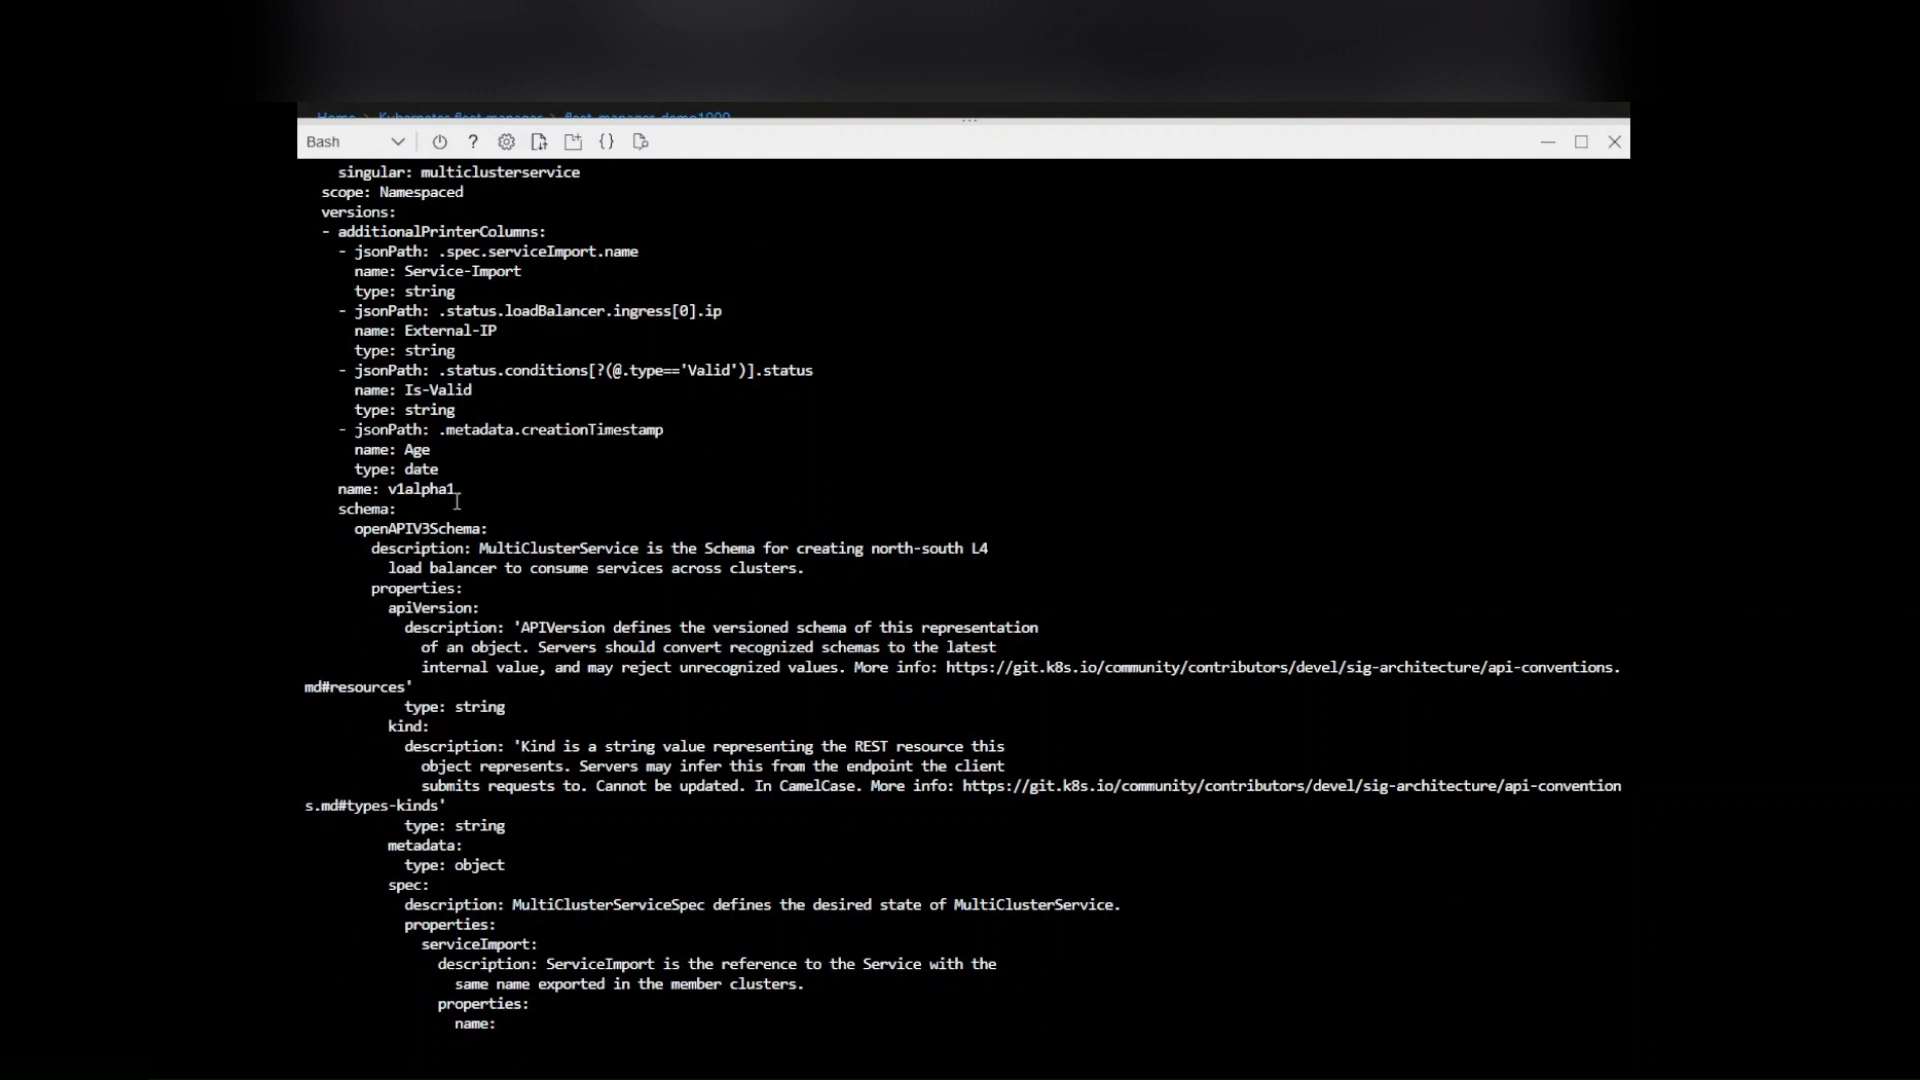 Home > Kubernetes fleet manager > fleet-manager-demo1000
Bash
singular: multiclusterservice
scope: Namespaced
versions:
- additionalPrinterColumns:
- jsonPath: .spec.serviceImport.name
name: Service-Import
type: string
- jsonPath: .status.loadBalancer.ingress[0].ip
name: External-IP
type: string
- jsonPath: .status.conditions[?(@.type=='Valid')].status
name: Is-Valid
type: string
- jsonPath: .metadata.creationTimestamp
name: Age
type: date
name: v1alpha1
schema:
openAPIV3Schema:
description: MultiClusterService is the Schema for creating north-south L4
load balancer to consume services across clusters.
properties:
apiVersion:
description: 'APIVersion defines the versioned schema of this representation
of an object. Servers should convert recognized schemas to the latest
internal value, and may reject unrecognized values. More info: https://git.k8s.io/community/contributors/devel/sig-architecture/api-conventions.
md#resources'
type: string
kind:
description: 'Kind is a string value representing the REST resource this
object represents. Servers may infer this from the endpoint the client
submits requests to. Cannot be updated. In CamelCase. More info: https://git.k8s.io/community/contributors/devel/sig-architecture/api-convention
s.md#types-kinds'
type: string
metadata:
type: object
spec:
description: MultiClusterServiceSpec defines the desired state of MultiClusterService.
properties:
serviceImport:
description: ServiceImport is the reference to the Service with the
same name exported in the member clusters.
properties:
name: